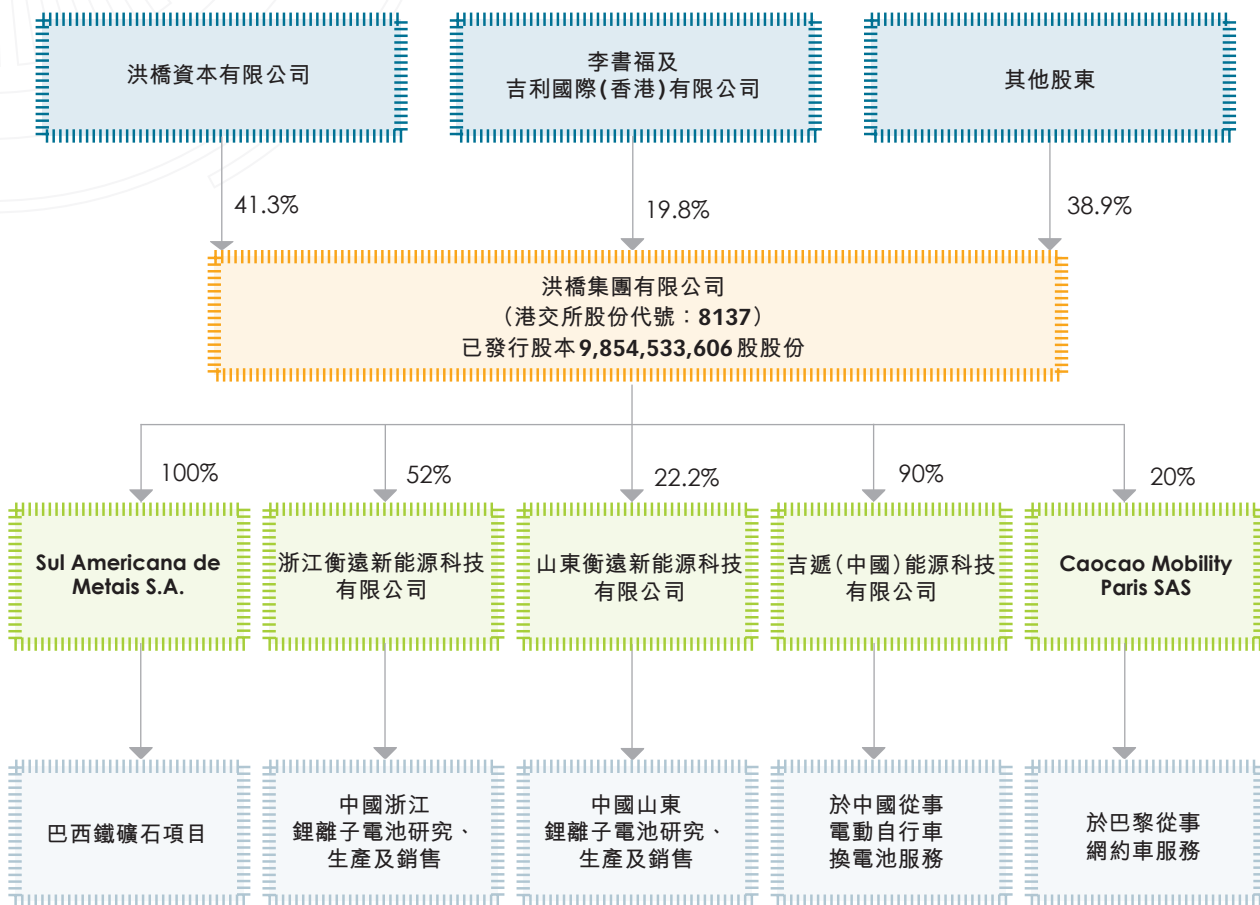 洪橋資本有限公司
李書福及
吉利國際(香港)有限公司
其他股東
41.3%
19.8%
38.9%
洪橋集團有限公司
（港交所股份代號：8137）
已發行股本9,854,533,606股股份
100%
52%
22.2%
90%
20%
Sul Americana de
Metais S.A.
浙江衡遠新能源科技
有限公司
山東衡遠新能源科技
有限公司
吉遞(中國)能源科技
有限公司
Caocao Mobility
Paris SAS
巴西鐵礦石項目
中國浙江
鋰離子電池研究、
生產及銷售
中國山東
鋰離子電池研究、
生產及銷售
於中國從事
電動自行車
換電池服務
於巴黎從事
網約車服務